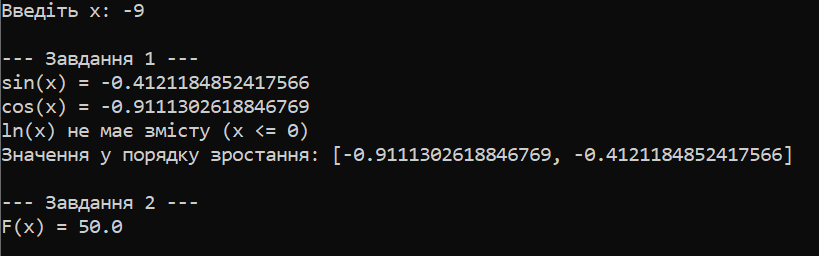 Введіть x: -9
--- Завдання 1 ---
sin(x) = -0.4121184852417566
cos(x) = -0.9111302618846769
ln(x) не має змісту (x <= 0)
Значення у порядку зростання: [-0.9111302618846769, -0.4121184852417566]
--- Завдання 2 ---
F(x) = 50.0